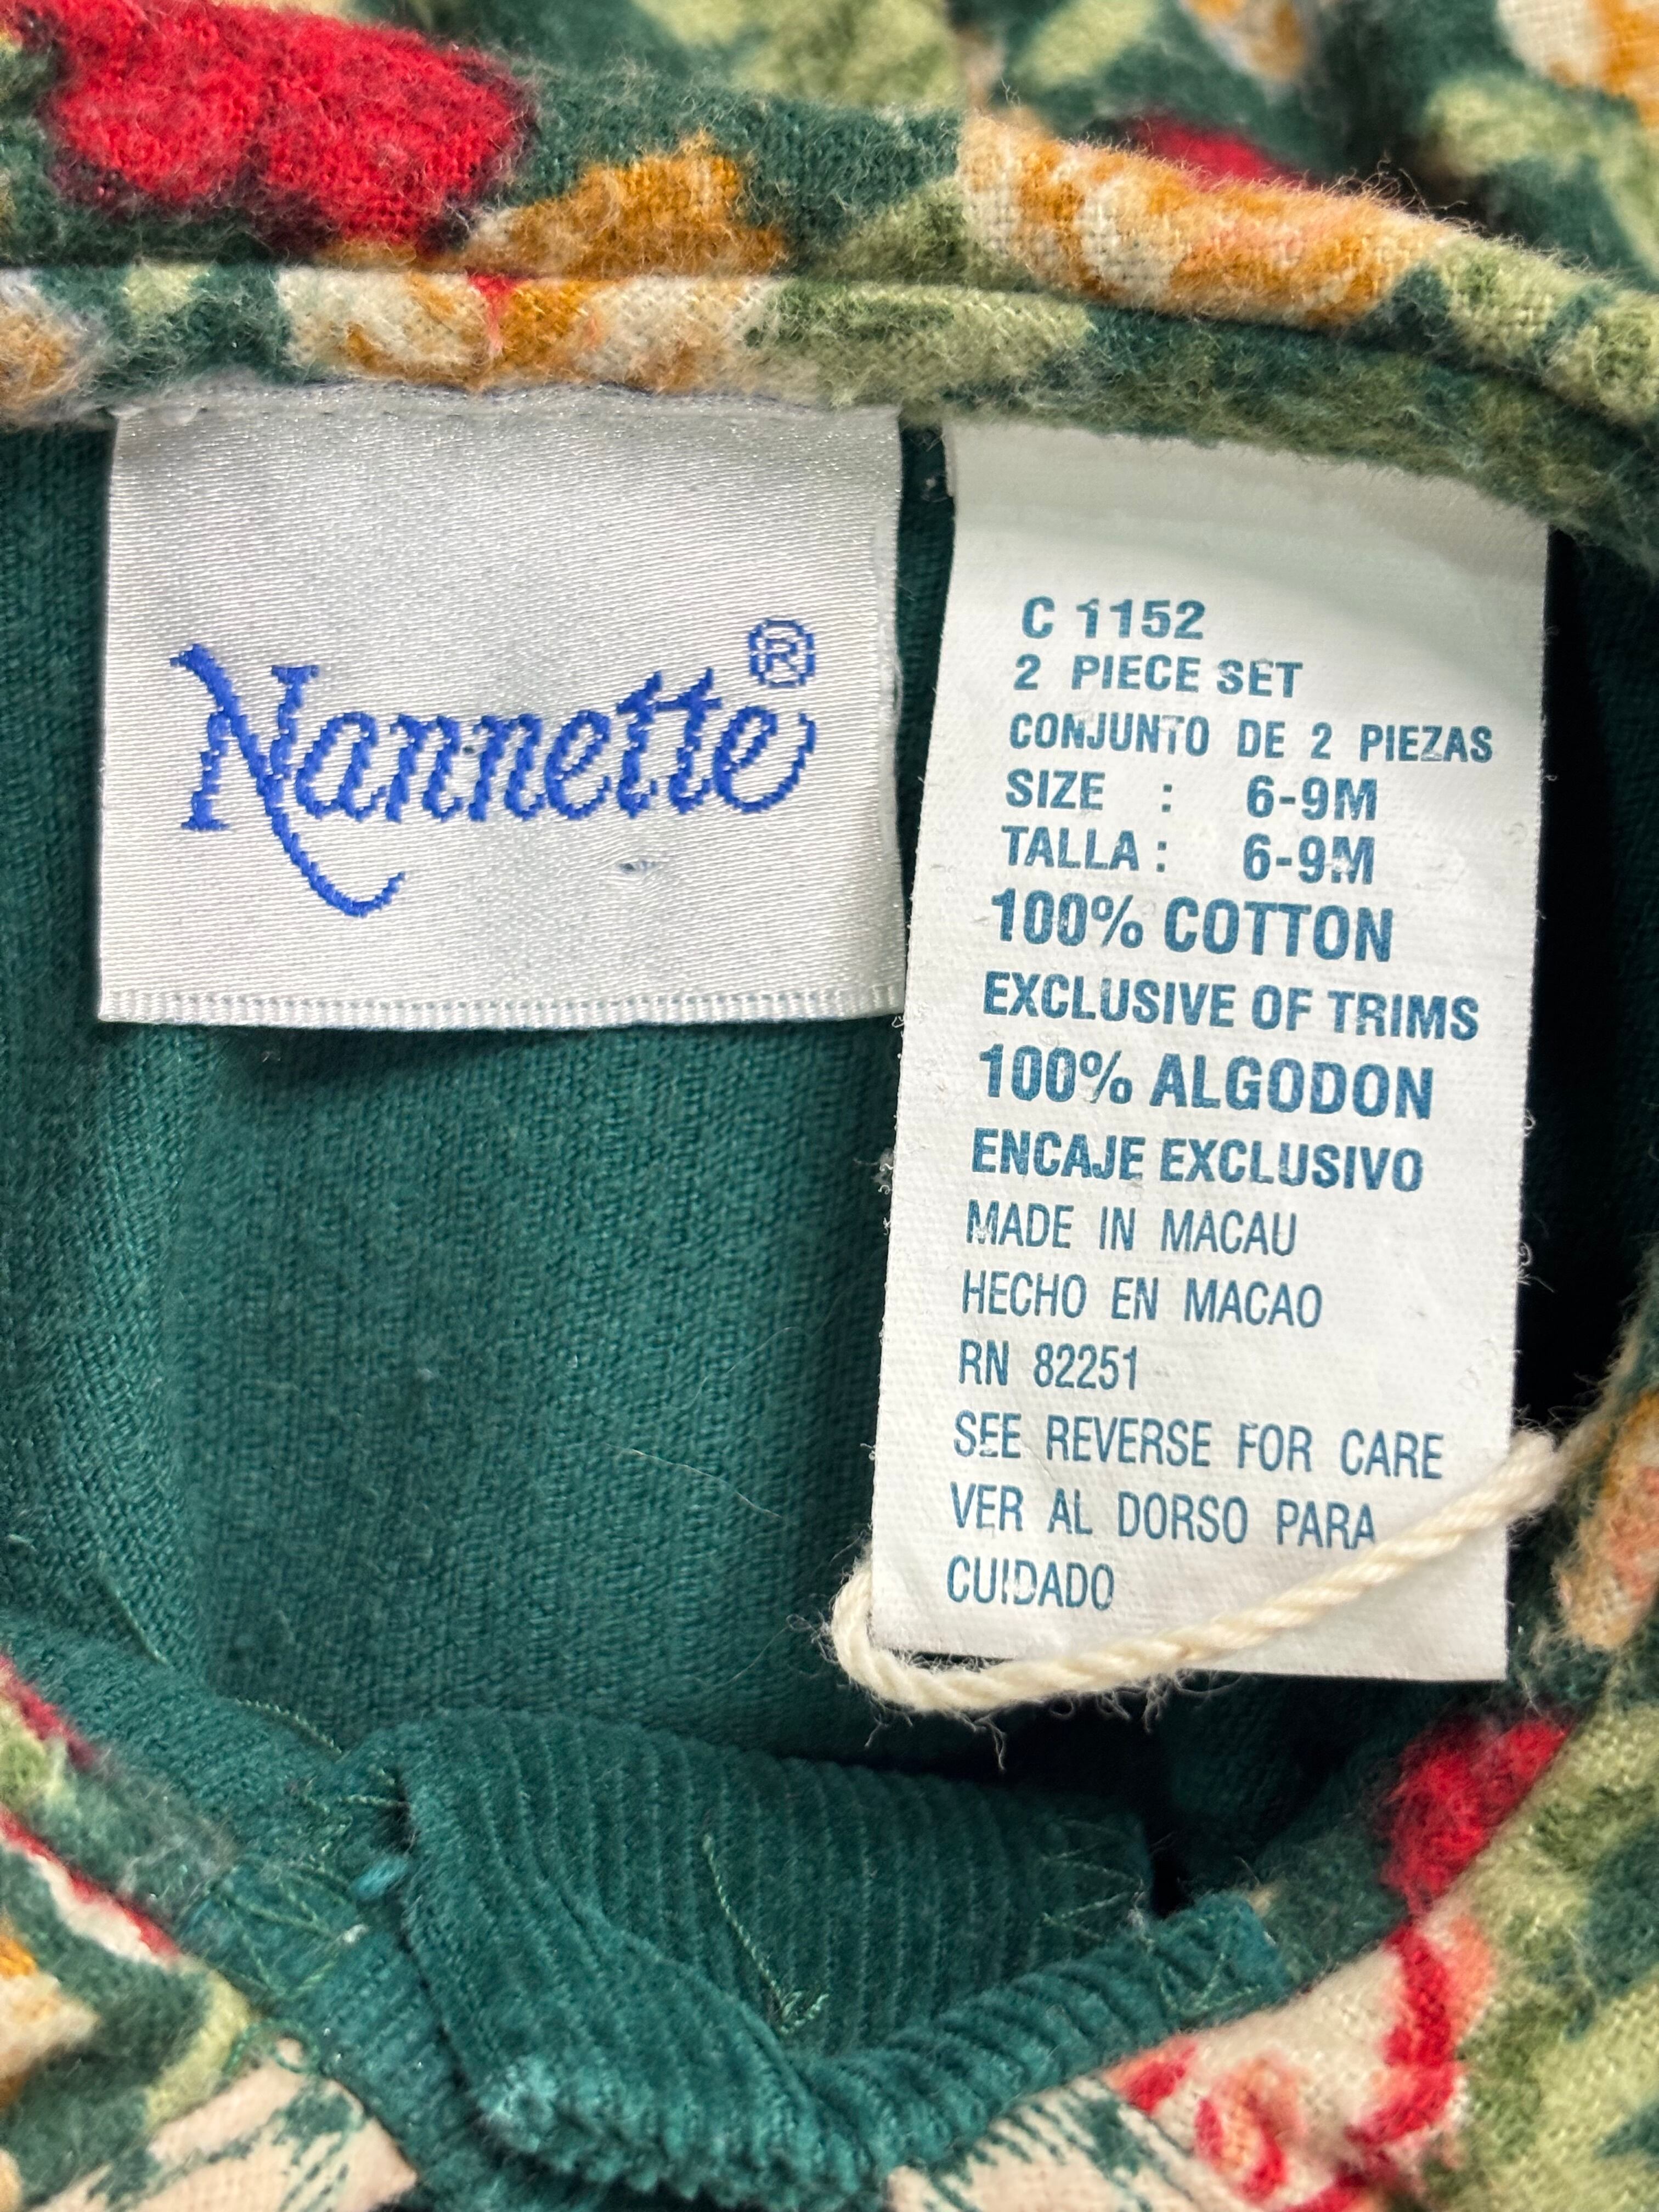 Nannette®
C 1152
2 PIECE SET
CONJUNTO DE 2 PIEZAS
SIZE : 6-9M
TALLA : 6-9M
100% COTTON
EXCLUSIVE OF TRIMS
100% ALGODON
ENCAJE EXCLUSIVO
MADE IN MACAU
HECHO EN MACAO
RN 82251
SEE REVERSE FOR CARE
VER AL DORSO PARA
CUIDADO